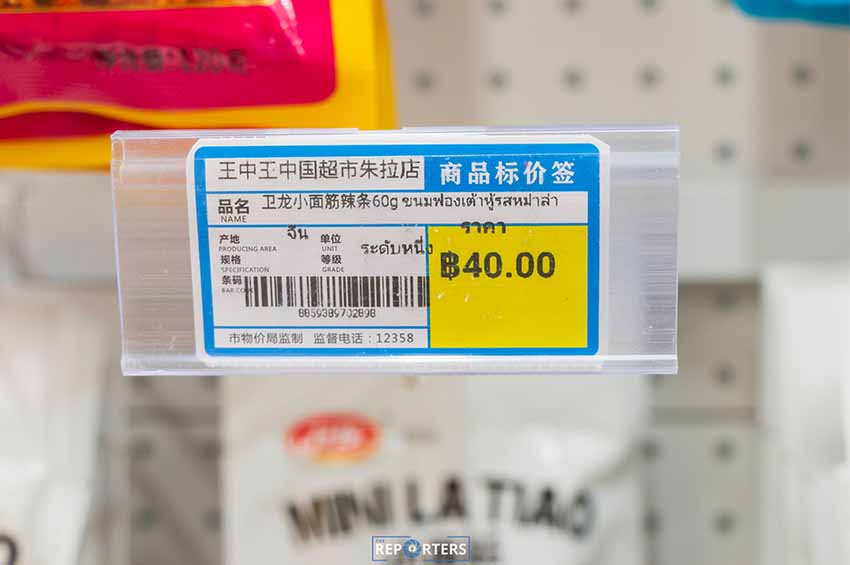 王中王中国超市朱拉店
商品标价签
品名 卫龙小面筋辣条60g ขนมฟองเต้าหู้รสหม่าล่า
NAME
ราคา
产地 จีน 单位
PRODUCING AREA UNIT
规格 等级 ระดับหนึ่ง
SPECIFICATION GRADE
฿40.00
条码
BAR CODE
市物价局监制 监督电话：12358
MINI LA TIAO
THE REPORTERS